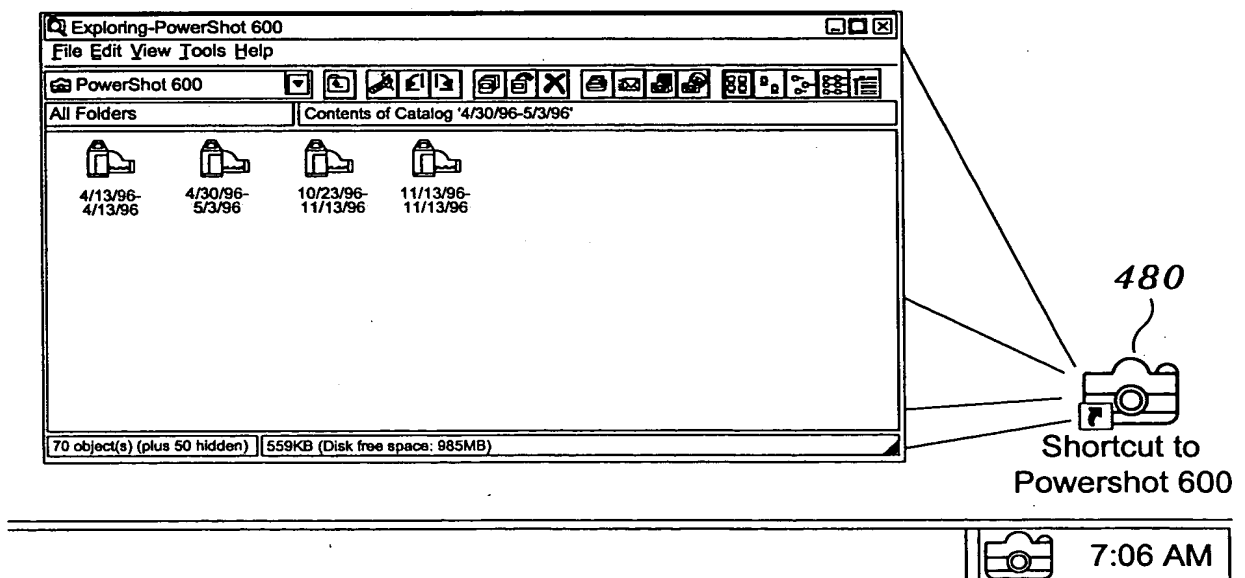 Exploring-PowerShot 600
File Edit View Tools Help
PowerShot 600
All Folders
Contents of Catalog '4/30/96-5/3/96'
4/13/96-
4/13/96
4/30/96-
5/3/96
10/23/96-
11/13/96
11/13/96-
11/13/96
70 object(s) (plus 50 hidden)
559KB (Disk free space: 985MB)
480
Shortcut to
Powershot 600
7:06 AM